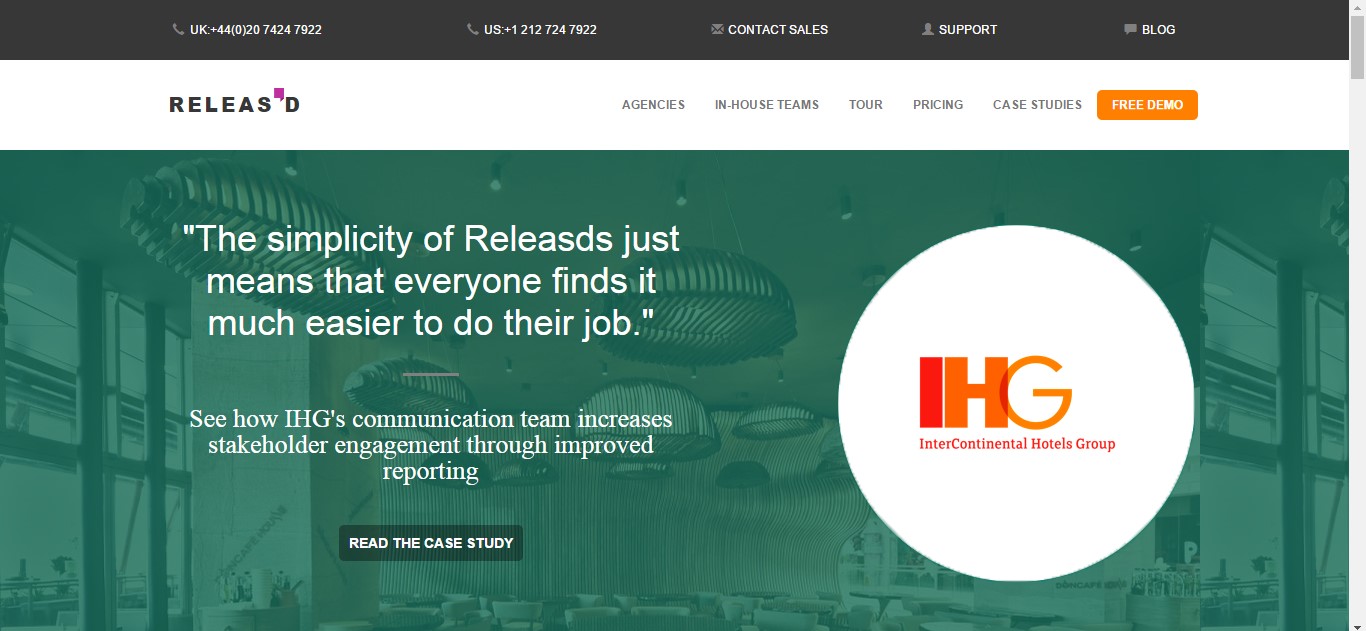 UK:+44(0)20 7424 7922
US:+1 212 724 7922
CONTACT SALES
SUPPORT
BLOG
RELEAS'D
AGENCIES
IN-HOUSE TEAMS
TOUR
PRICING
CASE STUDIES
FREE DEMO
"The simplicity of Releasds just
means that everyone finds it
much easier to do their job."
See how IHG's communication team increases
stakeholder engagement through improved
reporting
READ THE CASE STUDY
IHG
InterContinental Hotels Group